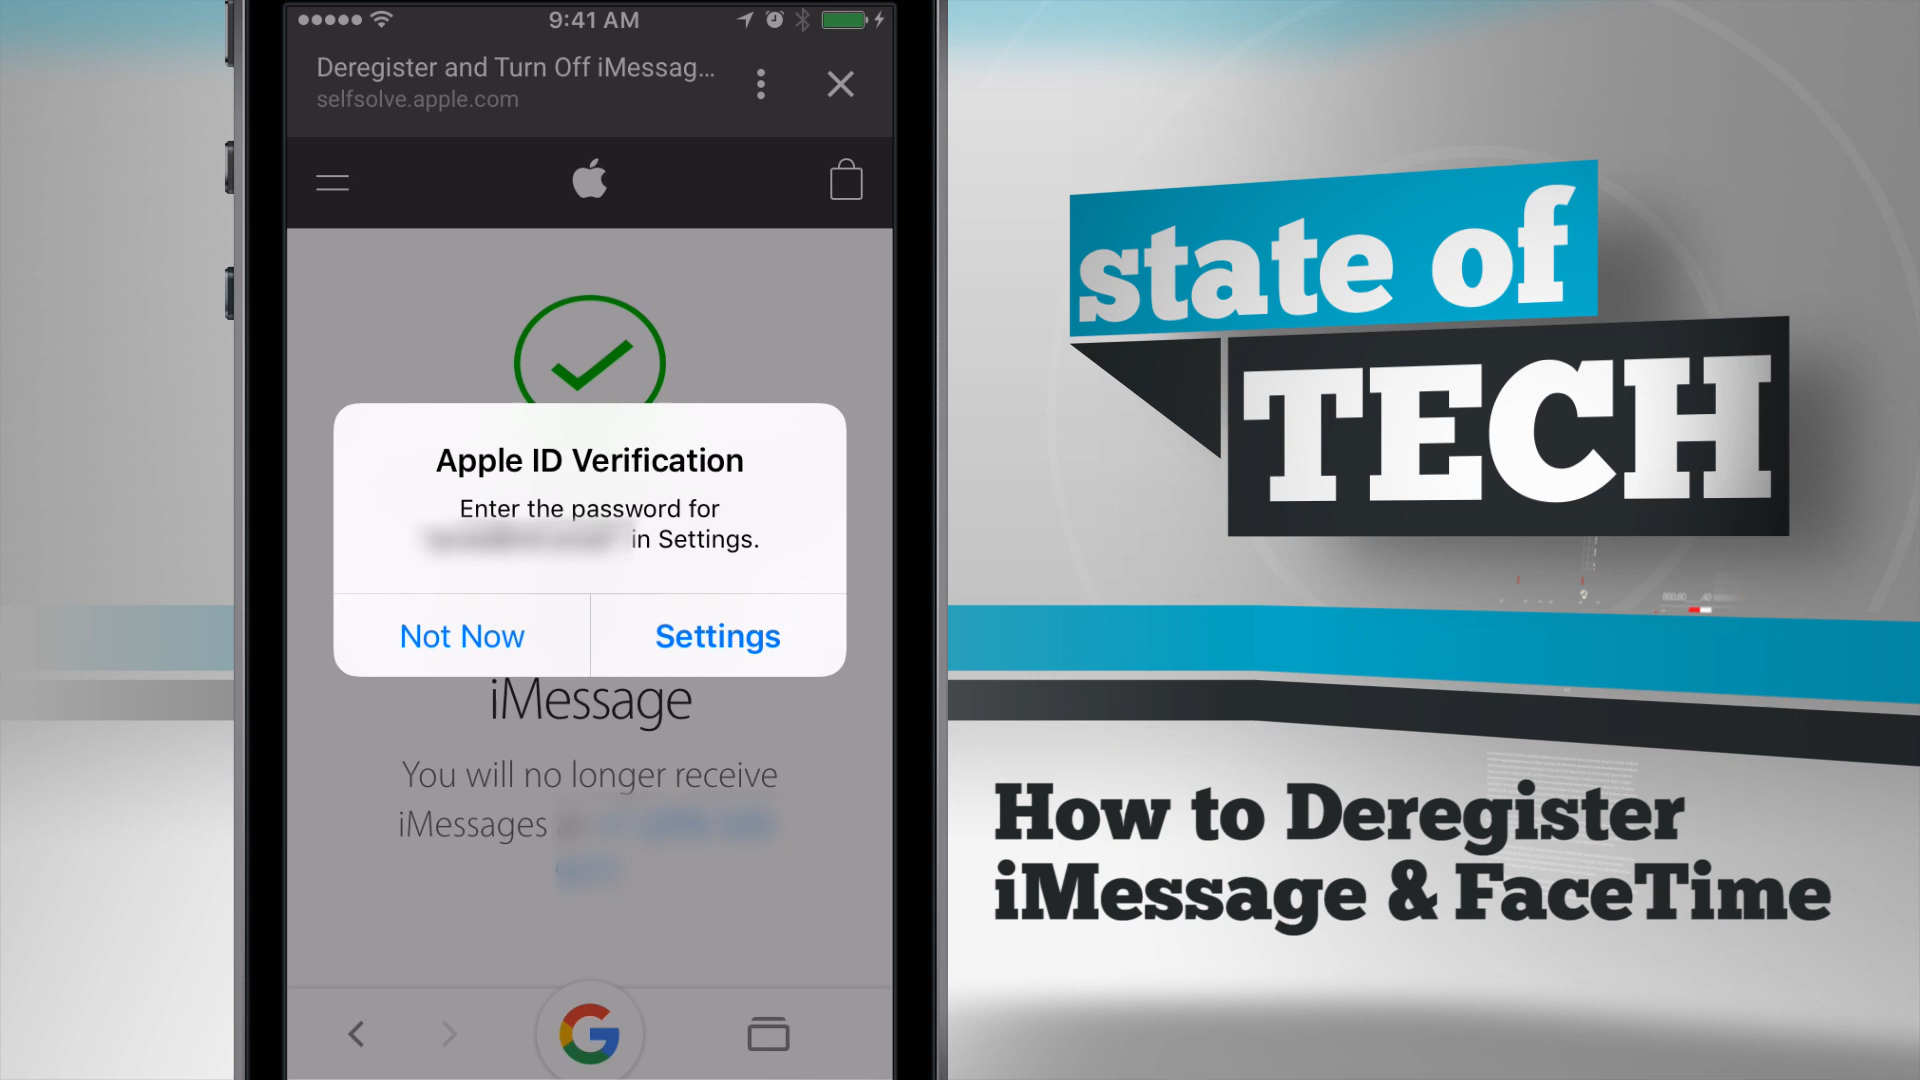 9:41 AM
Deregister and Turn Off iMessag...
selfsolve.apple.com
Apple ID Verification
Enter the password for
in Settings.
Not Now
Settings
iMessage
You will no longer receive
iMessages
state of
TECH
How to Deregister
iMessage & FaceTime